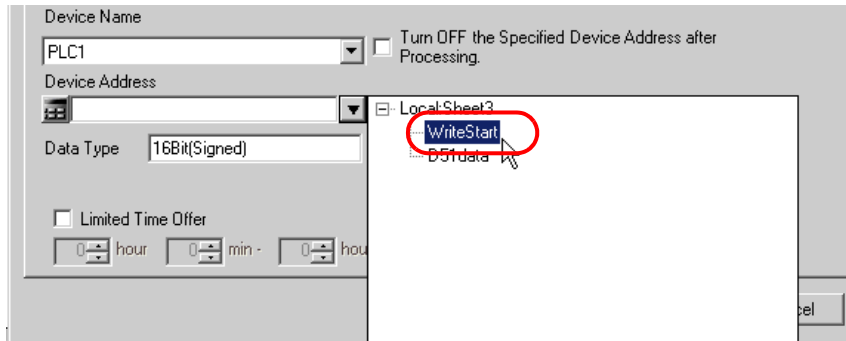 Device Name
PLC1
Turn OFF the Specified Device Address after
Processing.
Device Address
Local:Sheet3
WriteStart
D51data
Data Type 16Bit(Signed)
Limited Time Offer
0 hour 0 min - 0 hou
cel